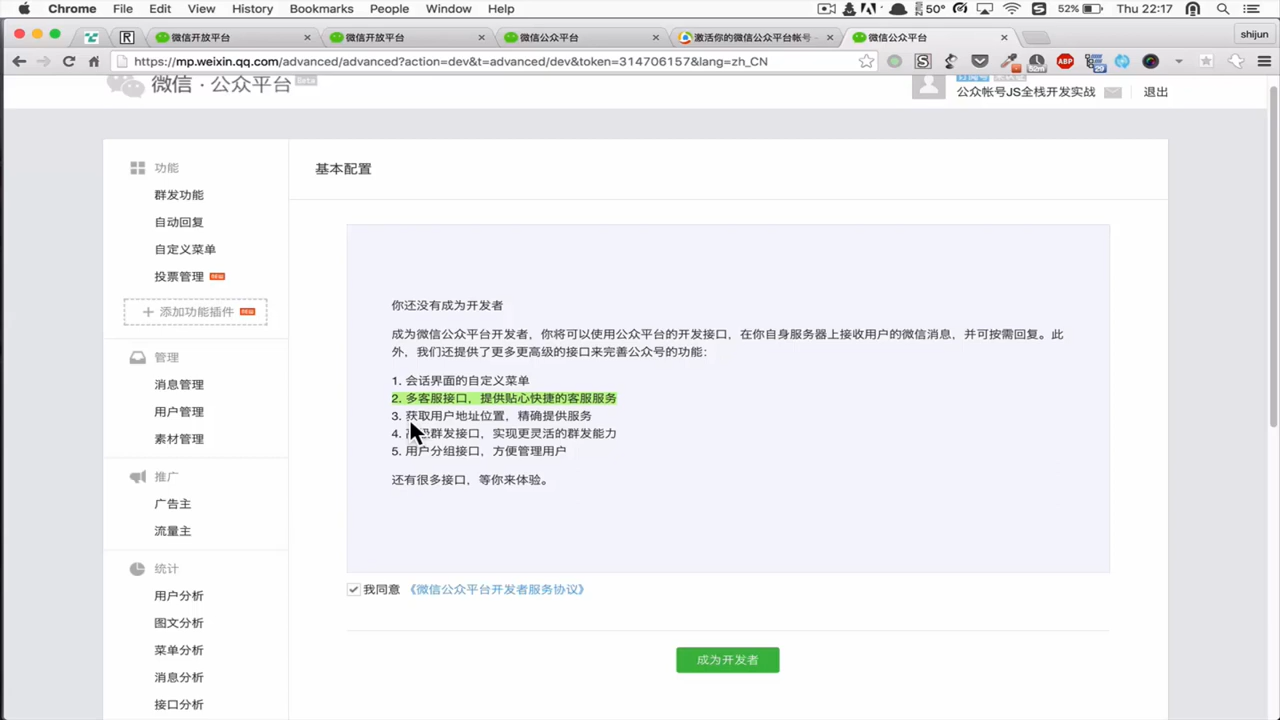 Chrome File Edit View History Bookmarks People Window Help 50° 52% Thu 22:17
微信开放平台 微信开放平台 微信公众平台 激活你的微信公众平台帐号 - 微信公众平台 shijun
https://mp.weixin.qq.com/advanced/advanced?action=dev&t=advanced/dev&token=314706157&lang=zh_CN
微信·公众平台 Beta
公众帐号JS全栈开发实战 退出
功能
群发功能
自动回复
自定义菜单
投票管理
添加功能插件
管理
消息管理
用户管理
素材管理
推广
广告主
流量主
统计
用户分析
图文分析
菜单分析
消息分析
接口分析
基本配置
你还没有成为开发者
成为微信公众平台开发者，你将可以使用公众平台的开发接口，在你自身服务器上接收用户的微信消息，并可按需回复。此
外，我们还提供了更多更高级的接口来完善公众号的功能：
1. 会话界面的自定义菜单
2. 多客服接口，提供贴心快捷的客服服务
3. 获取用户地址位置，精确提供服务
4. 群发接口，实现更灵活的群发能力
5. 用户分组接口，方便管理用户
还有很多接口，等你来体验。
我同意 《微信公众平台开发者服务协议》
成为开发者